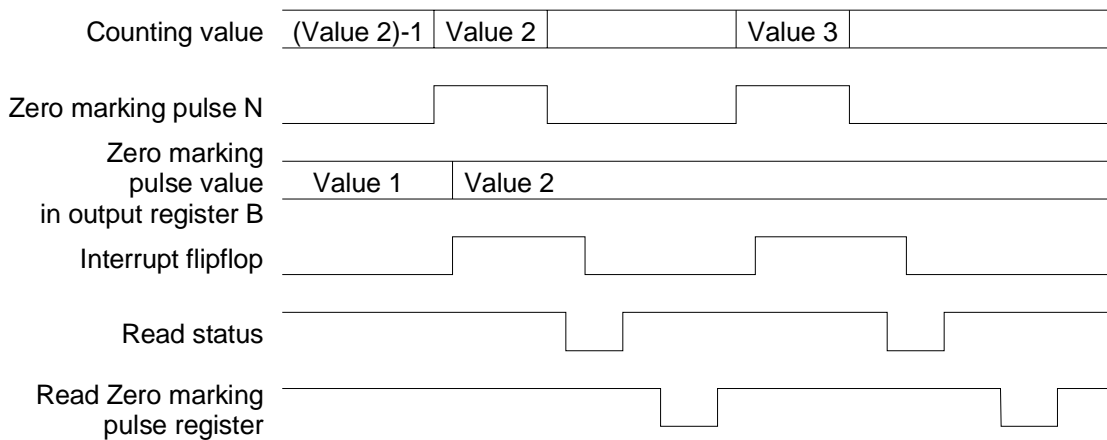 Counting value
(Value 2)-1
Value 2
Value 3
Zero marking pulse N
Zero marking
pulse value
in output register B
Value 1
Value 2
Interrupt flipflop
Read status
Read Zero marking
pulse register